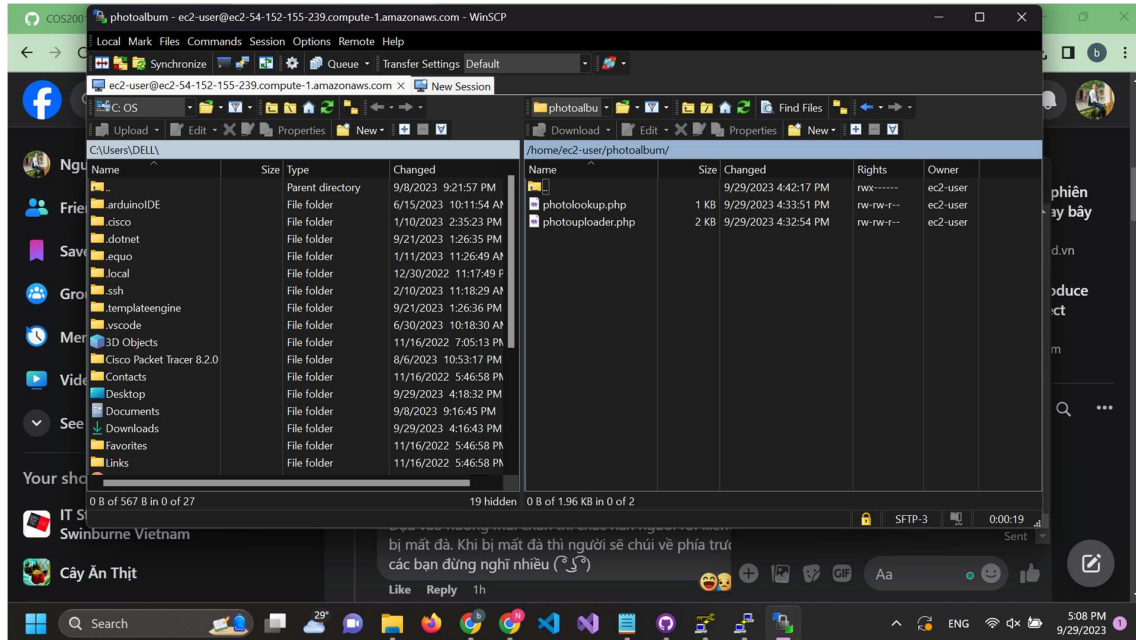 COS200
photoalbum - ec2-user@ec2-54-152-155-239.compute-1.amazonaws.com - WinSCP
Local Mark Files Commands Session Options Remote Help
Synchronize Queue Transfer Settings Default
ec2-user@ec2-54-152-155-239.compute-1.amazonaws.com × New Session
C: OS
Upload Edit Properties New
C:\Users\DELL\
Name Size Type Changed
.. Parent directory 9/8/2023 9:21:57 PM
.arduinoIDE File folder 6/15/2023 10:11:54 AM
.cisco File folder 1/10/2023 2:35:23 PM
.dotnet File folder 9/21/2023 1:26:35 PM
.equo File folder 1/11/2023 11:26:49 AM
.local File folder 12/30/2022 11:17:49 P
.ssh File folder 2/10/2023 11:18:29 AM
.templateengine File folder 9/21/2023 1:26:36 PM
.vscode File folder 6/30/2023 10:18:30 AM
3D Objects File folder 11/16/2022 7:05:13 PM
Cisco Packet Tracer 8.2.0 File folder 8/6/2023 10:53:17 PM
Contacts File folder 11/16/2022 5:46:58 PM
Desktop File folder 9/29/2023 4:18:32 PM
Documents File folder 9/8/2023 9:16:45 PM
Downloads File folder 9/29/2023 4:16:43 PM
Favorites File folder 11/16/2022 5:46:58 PM
Links File folder 11/16/2022 5:46:58 PM
0 B of 567 B in 0 of 27 19 hidden
photoalbu Find Files
Download Edit Properties New
/home/ec2-user/photoalbum/
Name Size Changed Rights Owner
.. 9/29/2023 4:42:17 PM rwx------ ec2-user
photolookup.php 1 KB 9/29/2023 4:33:51 PM rw-rw-r-- ec2-user
photouploader.php 2 KB 9/29/2023 4:32:54 PM rw-rw-r-- ec2-user
0 B of 1.96 KB in 0 of 2
SFTP-3 0:00:19
b
Ngu
Frie
Save
Gro
Mer
Vide
See
Your sho
IT St
Swinburne Vietnam
Cây Ăn Thịt
phiên
ay bây
d.vn
oduce
ct
m
Sent
bị mất đà. Khi bị mất đà thì người sẽ chúi về phía trướ
các bạn đừng nghĩ nhiều ( ͡° ͜ʖ ͡°)
Like Reply 1h
GIF Aa
Search
29°
ENG
5:08 PM
9/29/2023
1